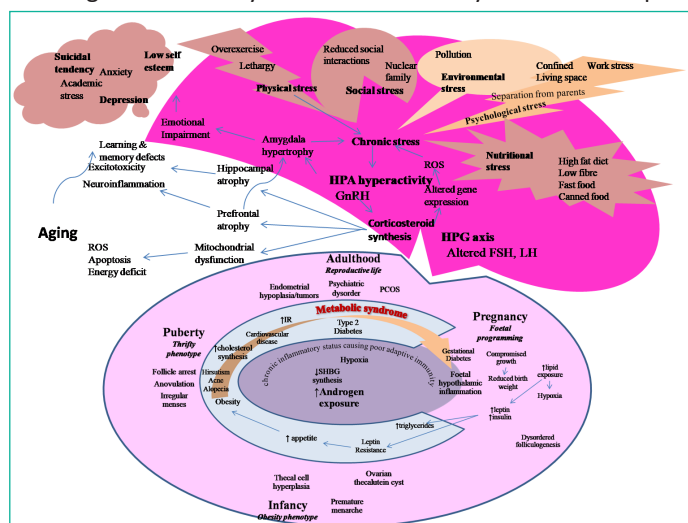 Suicidal
tendency
Academic
stress
Anxiety
Depression
Low self
esteem
Overexercise
Lethargy
Physical stress
Reduced social
interactions
Nuclear
family
Social stress
Pollution
Environmental
stress
Confined
Living space
Work stress
Separation from parents
Psychological stress
Emotional
Impairment
Amygdala
hypertrophy
Chronic stress
Nutritional
stress
High fat diet
Low fibre
Fast food
Canned food
Learning &
memory defects
Excitotoxicity
Neuroinflammation
Hippocampal
atrophy
HPA hyperactivity
GnRH
ROS
Altered gene
expression
Prefrontal
atrophy
Corticosteroid
synthesis
HPG axis
Altered FSH, LH
Aging
ROS
Apoptosis
Energy deficit
Mitochondrial
dysfunction
Adulthood
Reproductive life
Endometrial
hypoplasia/tumors
Psychiatric
dysorder
PCOS
Metabolic syndrome
Puberty
Thrifty
phenotype
↑IR
Cardiovascular
disease
Type 2
Diabetes
↑cholesterol
synthesis
Pregnancy
Foetal
programming
Follicle arrest
Anovulation
Irregular
menses
Hirsutism
Acne
Alopecia
Obesity
chronic inflammatory status causing poor adaptive immunity
Hypoxia
↓SHBG
synthesis
↑Androgen
exposure
Gestational
Diabetes
Foetal
hypothalamic
inflammation
Compromised
growth
Reduced birth
weight
↑lipid
exposure
Hypoxia
↑leptin
↑insulin
↑triglycerides
Leptin
Resistance
↑ appetite
Dysordered
folliculogenesis
Thecal cell
hyperplasia
Ovarian
thecalutein cyst
Infancy
Obesity phenotype
Premature
menarche